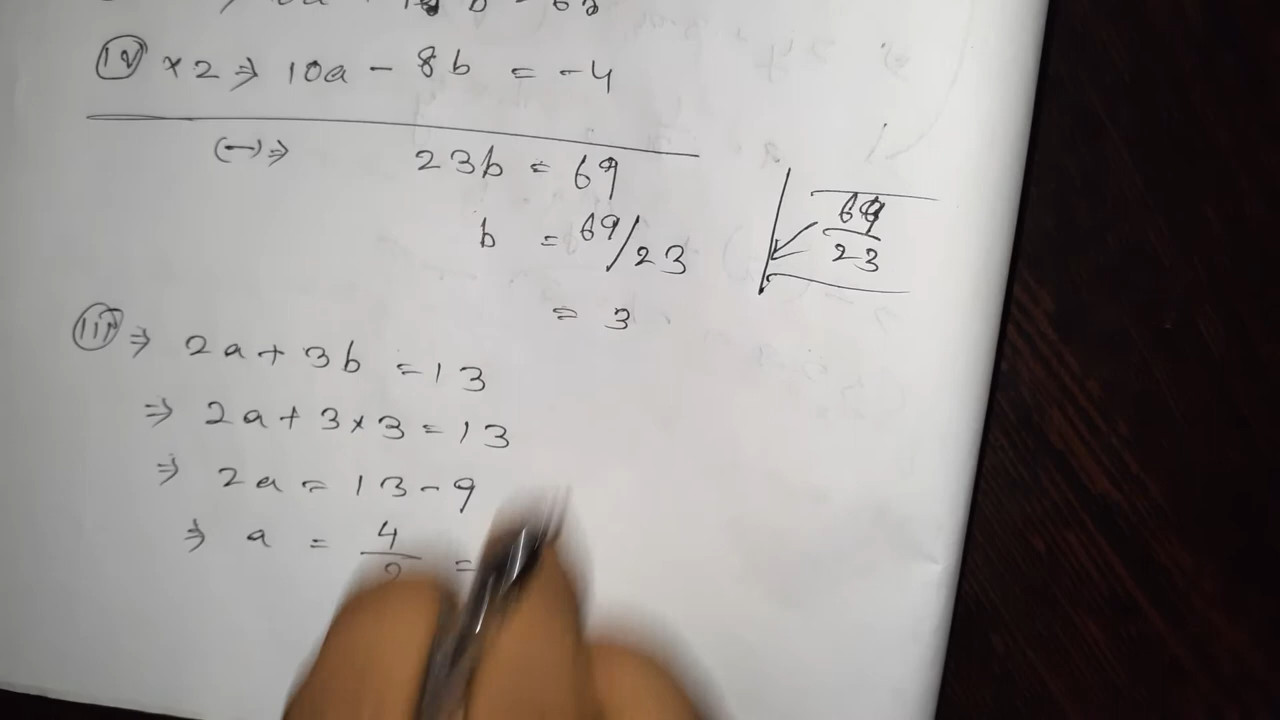 (IV) × 2 ⇒ 10a - 8b = -4
(-) ⇒ 23b = 69
b = 69/23
69/23
= 3
(III) ⇒ 2a + 3b = 13
⇒ 2a + 3 × 3 = 13
⇒ 2a = 13 - 9
⇒ a = 4/2 =